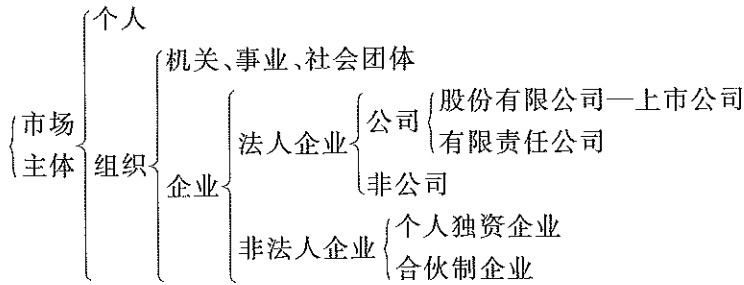 个人
机关、事业、社会团体
股份有限公司—上市公司
公司
市场
法人企业
有限责任公司
主体
组织
企业
非公司
个人独资企业
非法人企业
合伙制企业